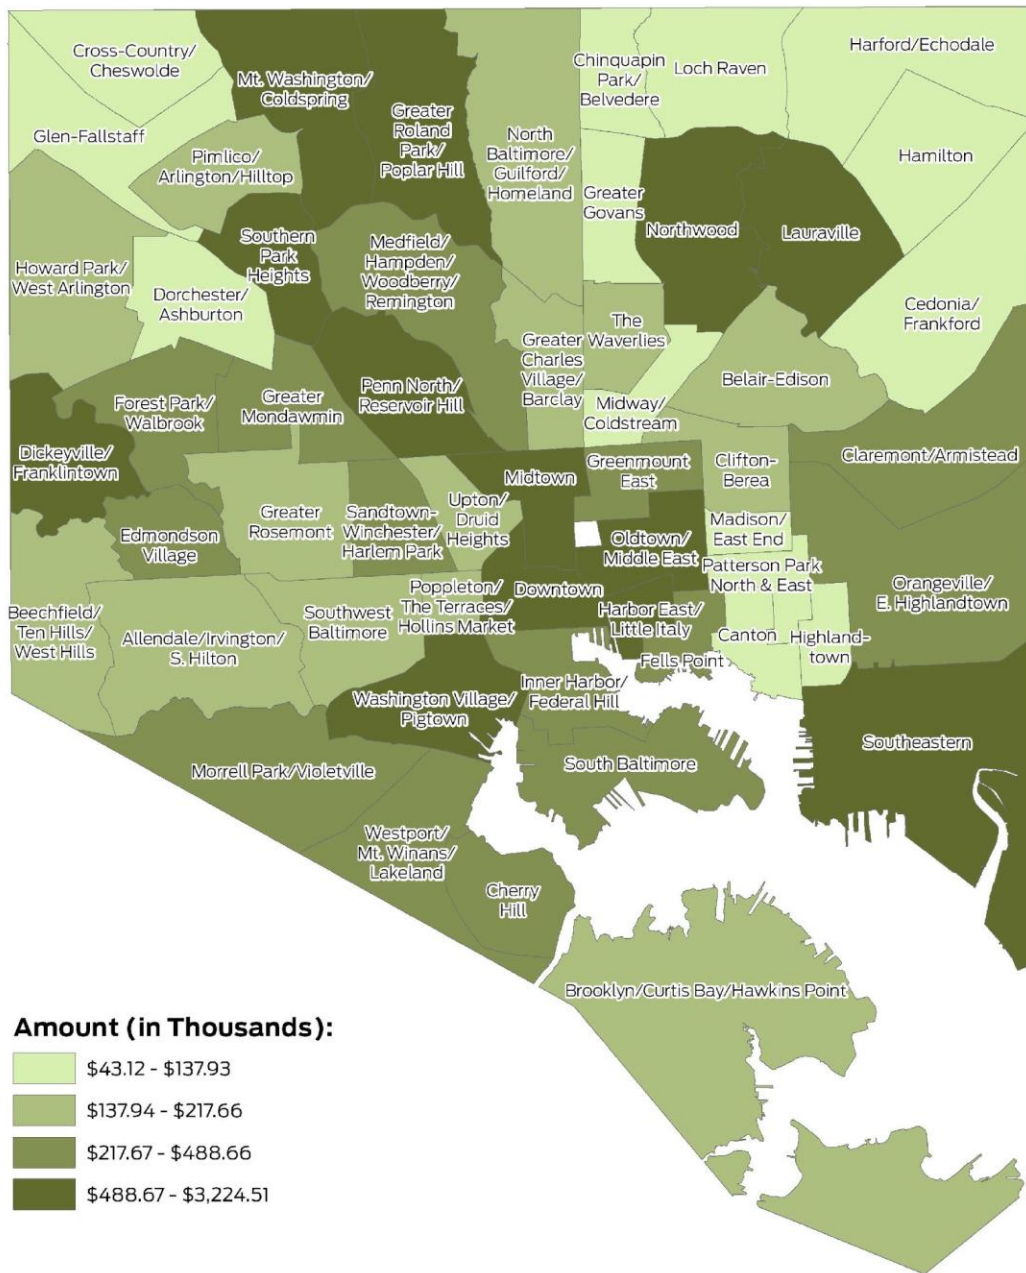 Cross-Country/
Cheswolde
Mt. Washington/
Coldspring
Greater
Roland
Park/
Poplar Hill
North
Baltimore/
Guilford/
Homeland
Chinquapin
Park/
Belvedere
Loch Raven
Harford/Echodale
Glen-Fallstaff
Pimlico/
Arlington/Hilltop
Hamilton
Greater
Govans
Northwood
Lauraville
Southern
Park
Heights
Medfield/
Hampden/
Woodberry/
Remington
Howard Park/
West Arlington
Dorchester/
Ashburton
Cedonia/
Frankford
The
Waverlies
Greater
Charles
Village/
Barclay
Belair-Edison
Penn North/
Reservoir Hill
Forest Park/
Walbrook
Greater
Mondawmin
Midway/
Coldstream
Dickeyville/
Franklintown
Claremont/Armistead
Midtown
Greenmount
East
Clifton-
Berea
Edmondson
Village
Greater
Rosemont
Sandtown-
Winchester/
Harlem Park
Upton/
Druid
Heights
Oldtown/
Middle East
Madison/
East End
Patterson Park
North & East
Orangeville/
E. Highlandtown
Beechfield/
Ten Hills/
West Hills
Allendale/Irvington/
S. Hilton
Southwest
Baltimore
Poppleton/
The Terraces/
Hollins Market
Downtown
Harbor East/
Little Italy
Canton
Highland-
town
Fells Point
Inner Harbor/
Federal Hill
Washington Village/
Pigtown
Southeastern
South Baltimore
Morrell Park/Violetville
Westport/
Mt. Winans/
Lakeland
Cherry
Hill
Brooklyn/Curtis Bay/Hawkins Point
Amount (in Thousands):
$43.12 - $137.93
$137.94 - $217.66
$217.67 - $488.66
$488.67 - $3,224.51